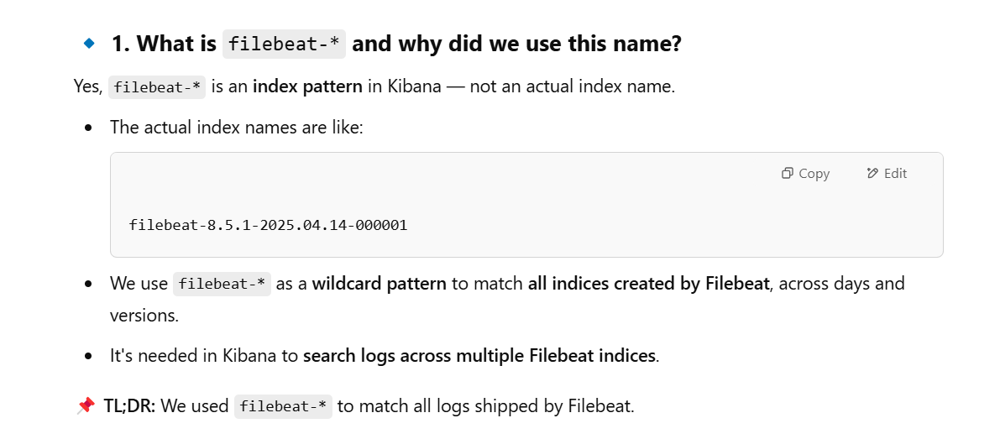 1. What is filebeat-* and why did we use this name?
Yes, filebeat-* is an index pattern in Kibana — not an actual index name.
The actual index names are like:
Copy Edit
filebeat-8.5.1-2025.04.14-000001
We use filebeat-* as a wildcard pattern to match all indices created by Filebeat, across days and
versions.
It's needed in Kibana to search logs across multiple Filebeat indices.
TL;DR: We used filebeat-* to match all logs shipped by Filebeat.